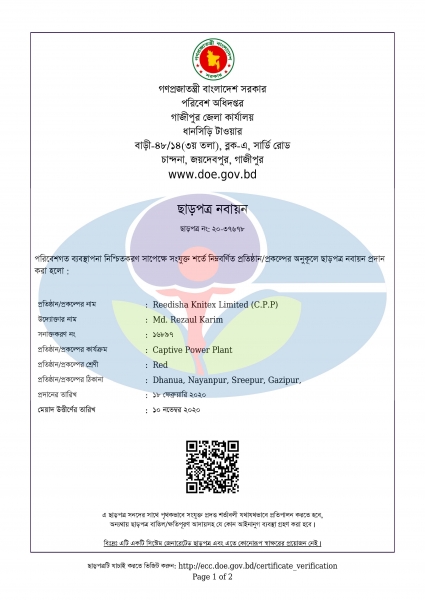 গণপ্রজাতন্ত্রী বাংলাদেশ সরকার
পরিবেশ অধিদপ্তর
গাজীপুর জেলা কার্যালয়
ধানসিড়ি টাওয়ার
বাড়ী-৪৮/১৪(৩য় তলা), ব্লক-এ, সার্ডি রোড
চান্দনা, জয়দেবপুর, গাজীপুর
www.doe.gov.bd
ছাড়পত্র নবায়ন
ছাড়পত্র নং: ২০-৩৭৬৭৮
পরিবেশগত ব্যবস্থাপনা নিশ্চিতকরণ সাপেক্ষে সংযুক্ত শর্তে নিম্নবর্ণিত প্রতিষ্ঠান/প্রকল্পের অনুকূলে ছাড়পত্র নবায়ন প্রদান
করা হলো :
প্রতিষ্ঠান/প্রকল্পের নাম : Reedisha Knitex Limited (C.P.P)
উদ্যোক্তার নাম : Md. Rezaul Karim
সনাক্তকরণ নং : ১৬৮৯৭
প্রতিষ্ঠান/প্রকল্পের কার্যক্রম : Captive Power Plant
প্রতিষ্ঠান/প্রকল্পের শ্রেণী : Red
প্রতিষ্ঠান/প্রকল্পের ঠিকানা : Dhanua, Nayanpur, Sreepur, Gazipur,
প্রদানের তারিখ : ১৮ ফেব্রুয়ারি ২০২০
মেয়াদ উত্তীর্ণের তারিখ : ১০ নভেম্বর ২০২০
এ ছাড়পত্র সনদের সাথে পৃথকভাবে সংযুক্ত প্রদত্ত শর্তাবলী যথাযথভাবে প্রতিপালন করতে হবে,
অন্যথায় ছাড়পত্র বাতিল/ক্ষতিপূরণ আদায়সহ যে কোন আইনানুগ ব্যবস্থা গ্রহণ করা হবে।
বিঃদ্রঃ এটি একটি সিস্টেম জেনারেটেড ছাড়পত্র এবং এতে কোনোরূপ স্বাক্ষরের প্রয়োজন নেই।
ছাড়পত্রটি যাচাই করতে ভিজিট করুন: http://ecc.doe.gov.bd/certificate_verification
Page 1 of 2